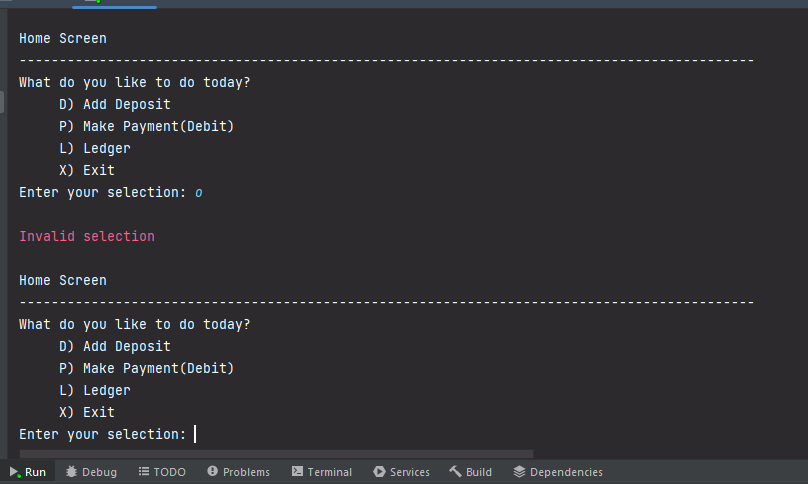 Home Screen
--------------------------------------------------------------------------------------------
What do you like to do today?
D) Add Deposit
P) Make Payment(Debit)
L) Ledger
X) Exit
Enter your selection: o
Invalid selection
Home Screen
--------------------------------------------------------------------------------------------
What do you like to do today?
D) Add Deposit
P) Make Payment(Debit)
L) Ledger
X) Exit
Enter your selection:
Run Debug TODO Problems Terminal Services Build Dependencies